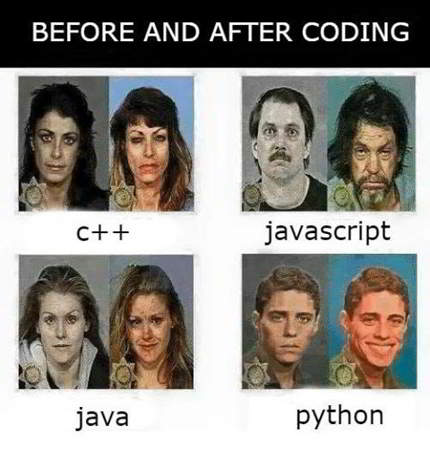 BEFORE AND AFTER CODING
c++
javascript
java
python